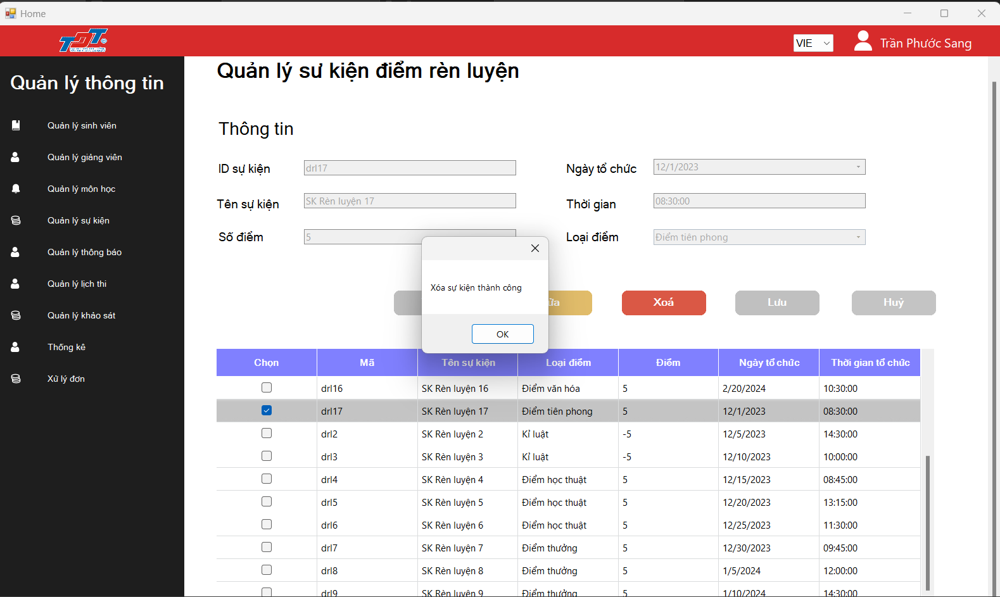 Home
TDT
VIE
Trần Phước Sang
Quản lý thông tin
Quản lý sinh viên
Quản lý giảng viên
Quản lý môn học
Quản lý sự kiện
Quản lý thông báo
Quản lý lịch thi
Quản lý khảo sát
Thống kê
Xử lý đơn
Quản lý sư kiện điểm rèn luyện
Thông tin
ID sự kiện drl17 Ngày tổ chức 12/1/2023
Tên sự kiện SK Rèn luyện 17 Thời gian 08:30:00
Số điểm 5 Loại điểm Điểm tiên phong
Xóa sự kiện thành công
OK
ửa Xoá Lưu Huỷ
Chọn Mã Tên sự kiện Loại điểm Điểm Ngày tổ chức Thời gian tổ chức
drl16 SK Rèn luyện 16 Điểm văn hóa 5 2/20/2024 10:30:00
drl17 SK Rèn luyện 17 Điểm tiên phong 5 12/1/2023 08:30:00
drl2 SK Rèn luyện 2 Kỉ luật -5 12/5/2023 14:30:00
drl3 SK Rèn luyện 3 Kỉ luật -5 12/10/2023 10:00:00
drl4 SK Rèn luyện 4 Điểm học thuật 5 12/15/2023 08:45:00
drl5 SK Rèn luyện 5 Điểm học thuật 5 12/20/2023 13:15:00
drl6 SK Rèn luyện 6 Điểm học thuật 5 12/25/2023 11:30:00
drl7 SK Rèn luyện 7 Điểm thưởng 5 12/30/2023 09:45:00
drl8 SK Rèn luyện 8 Điểm thưởng 5 1/5/2024 12:00:00
drl9 SK Rèn luyện 9 Điểm thưởng 5 1/10/2024 14:30:00